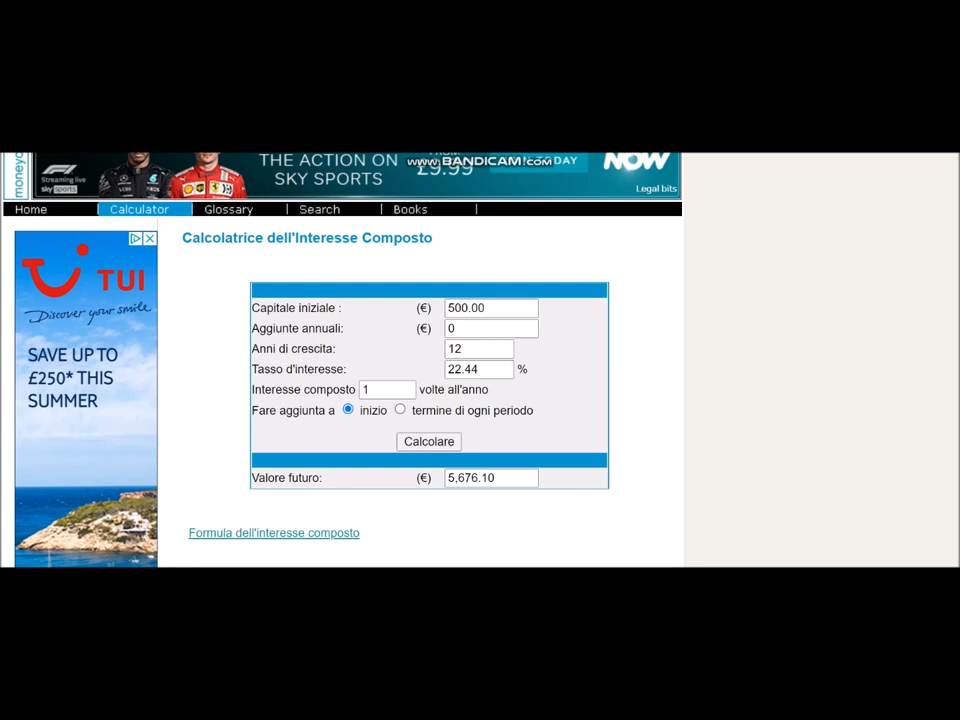 moneyc
Streaming live
sky sports
THE ACTION ON
SKY SPORTS
£9.99
www.BANDICAM.com
NOW
Legal bits
Home | Calculator | Glossary | Search | Books |
Calcolatrice dell'Interesse Composto
TUI
Discover your smile
SAVE UP TO
£250* THIS
SUMMER
Capitale iniziale : (€) 500.00
Aggiunte annuali: (€) 0
Anni di crescita: 12
Tasso d'interesse: 22.44 %
Interesse composto 1 volte all'anno
Fare aggiunta a inizio termine di ogni periodo
Calcolare
Valore futuro: (€) 5,676.10
Formula dell'interesse composto